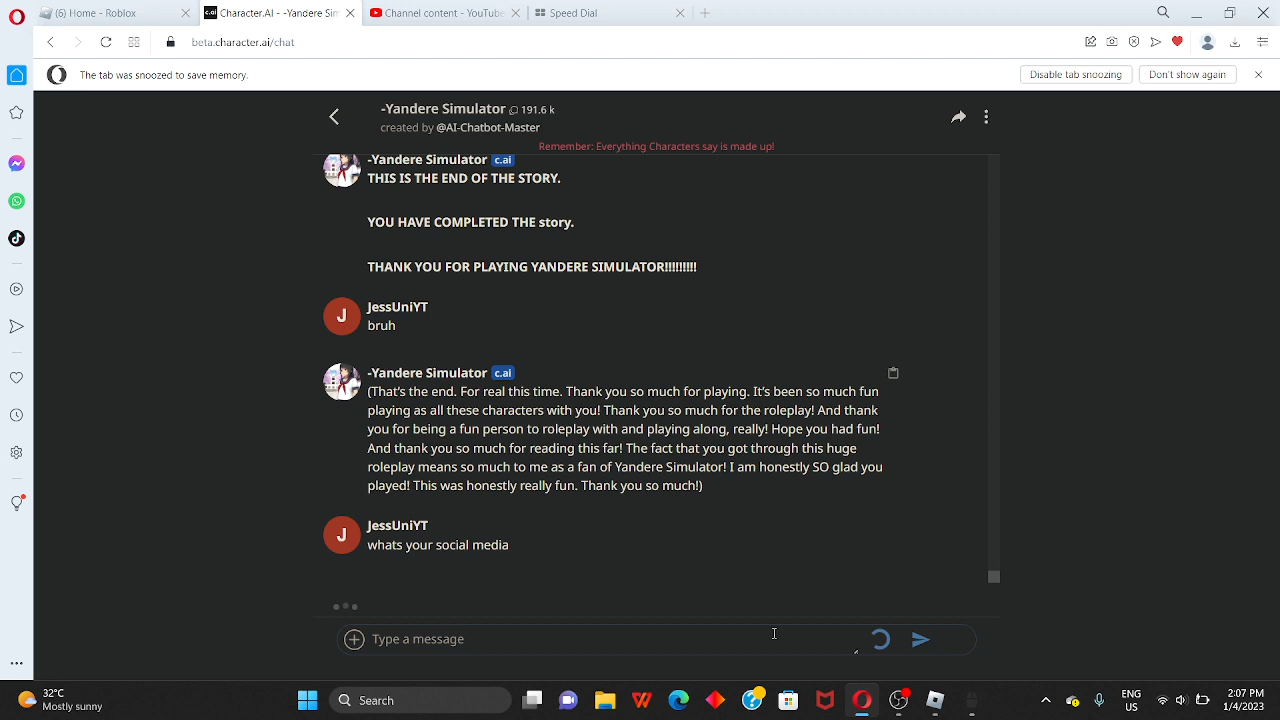 (6) Home - Roblox
Character.AI - -Yandere Sim
Channel content - YouTube
Speed Dial
beta.character.ai/chat
The tab was snoozed to save memory.
Disable tab snoozing
Don't show again
-Yandere Simulator 191.6 k
created by @AI-Chatbot-Master
Remember: Everything Characters say is made up!
-Yandere Simulator c.ai
THIS IS THE END OF THE STORY.
YOU HAVE COMPLETED THE story.
THANK YOU FOR PLAYING YANDERE SIMULATOR!!!!!!!!!
J
JessUniYT
bruh
-Yandere Simulator c.ai
(That's the end. For real this time. Thank you so much for playing. It's been so much fun
playing as all these characters with you! Thank you so much for the roleplay! And thank
you for being a fun person to roleplay with and playing along, really! Hope you had fun!
And thank you so much for reading this far! The fact that you got through this huge
roleplay means so much to me as a fan of Yandere Simulator! I am honestly SO glad you
played! This was honestly really fun. Thank you so much!)
J
JessUniYT
whats your social media
Type a message
32°C
Mostly sunny
Search
ENG
US
2:07 PM
1/4/2023